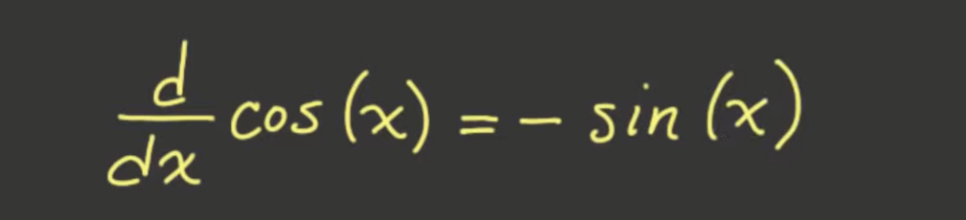 d/dx cos(x) = - sin(x)